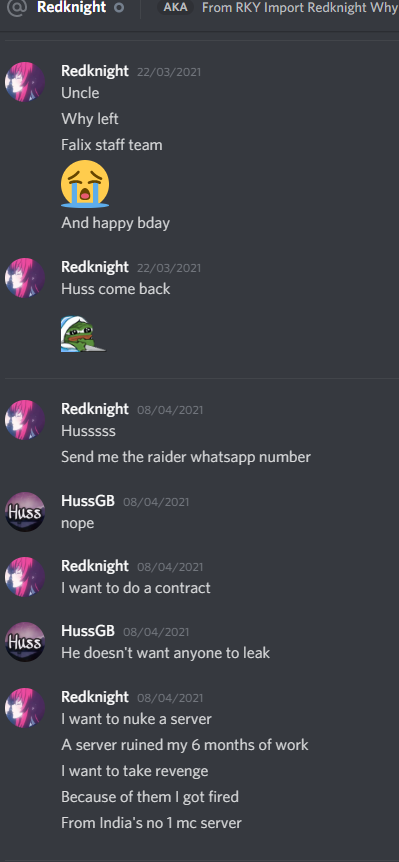 @ Redknight AKA From RKY Import Redknight Why
Redknight 22/03/2021
Uncle
Why left
Falix staff team
And happy bday
Redknight 22/03/2021
Huss come back
Redknight 08/04/2021
Husssss
Send me the raider whatsapp number
Huss
HussGB 08/04/2021
nope
Redknight 08/04/2021
I want to do a contract
Huss
HussGB 08/04/2021
He doesn't want anyone to leak
Redknight 08/04/2021
I want to nuke a server
A server ruined my 6 months of work
I want to take revenge
Because of them I got fired
From India's no 1 mc server